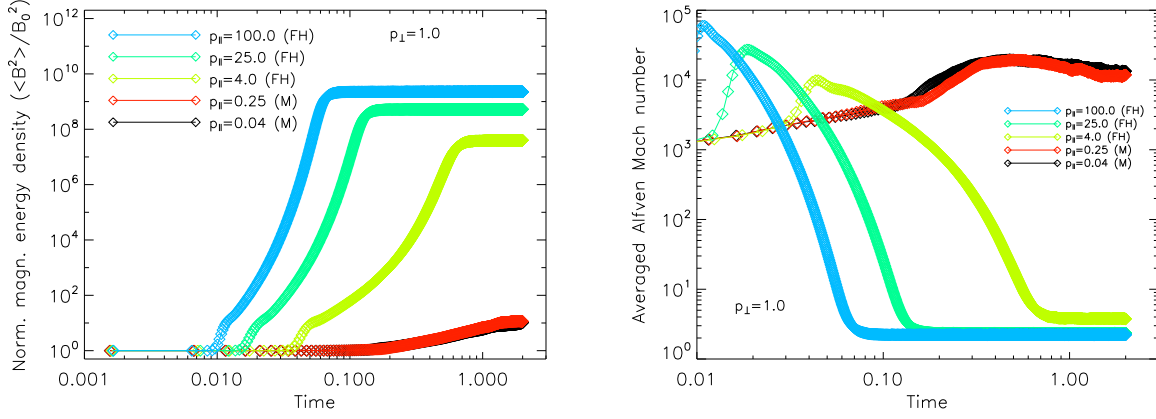 Norm. magn. energy density (<B²>/B₀²)
10¹²
10¹⁰
10⁸
10⁶
10⁴
10²
10⁰
p∥=100.0 (FH)
p∥=25.0 (FH)
p∥=4.0 (FH)
p∥=0.25 (M)
p∥=0.04 (M)
p⊥=1.0
0.001 0.010 0.100 1.000
Time
Averaged Alfven Mach number
10⁵
10⁴
10³
10²
10¹
10⁰
p∥=100.0 (FH)
p∥=25.0 (FH)
p∥=4.0 (FH)
p∥=0.25 (M)
p∥=0.04 (M)
p⊥=1.0
0.01 0.10 1.00
Time